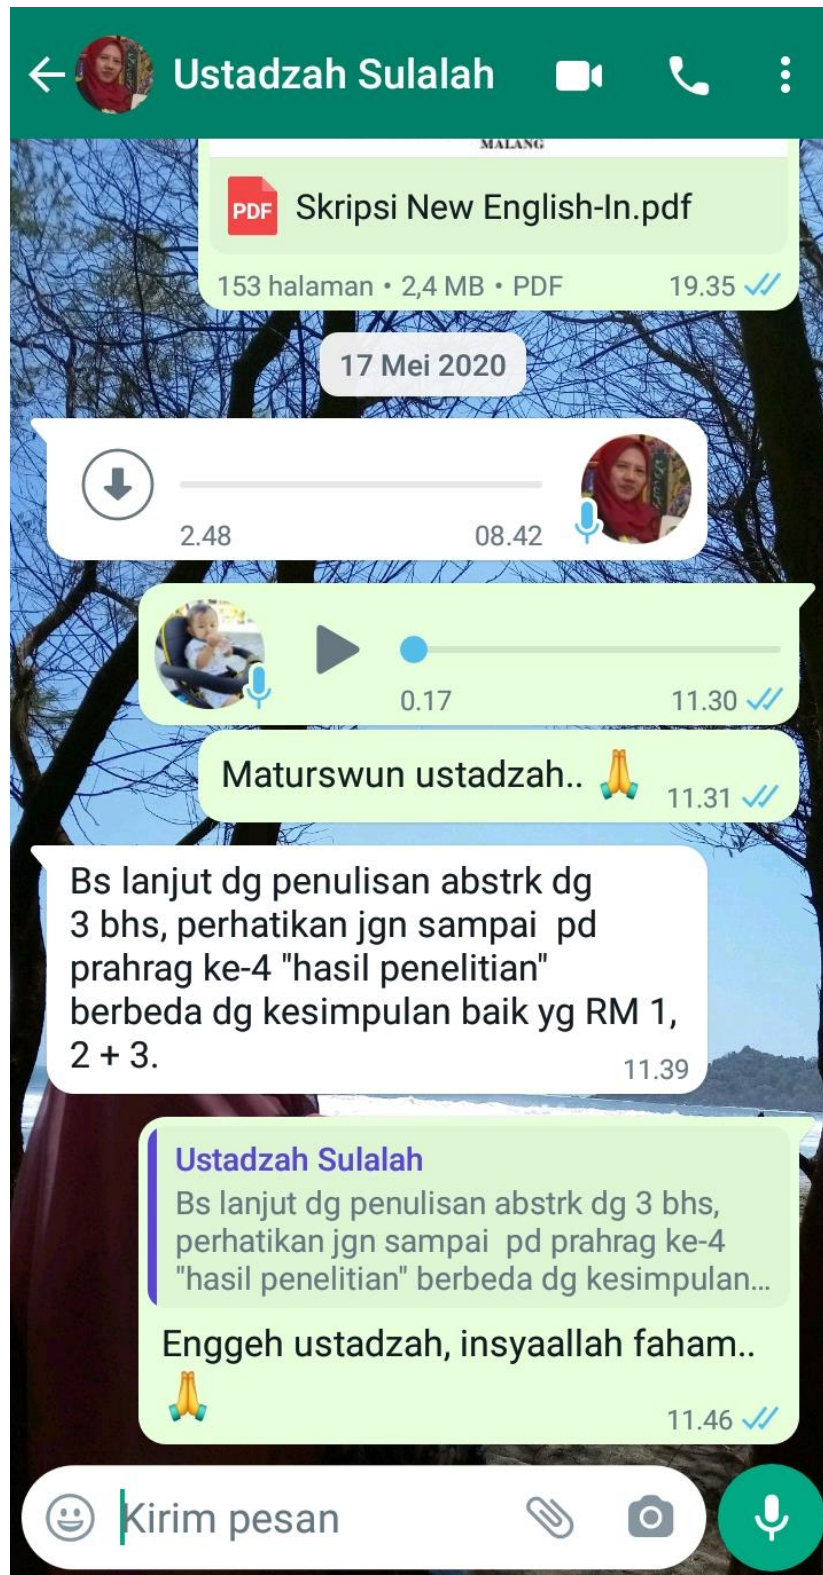 Ustadzah Sulalah
MALANG
PDF Skripsi New English-In.pdf
153 halaman • 2,4 MB • PDF 19.35
17 Mei 2020
2.48 08.42
0.17 11.30
Maturswun ustadzah.. 🙏 11.31
Bs lanjut dg penulisan abstrk dg
3 bhs, perhatikan jgn sampai pd
prahrag ke-4 "hasil penelitian"
berbeda dg kesimpulan baik yg RM 1,
2 + 3. 11.39
Ustadzah Sulalah
Bs lanjut dg penulisan abstrk dg 3 bhs,
perhatikan jgn sampai pd prahrag ke-4
"hasil penelitian" berbeda dg kesimpulan...
Enggeh ustadzah, insyaallah faham..
🙏 11.46
Kirim pesan